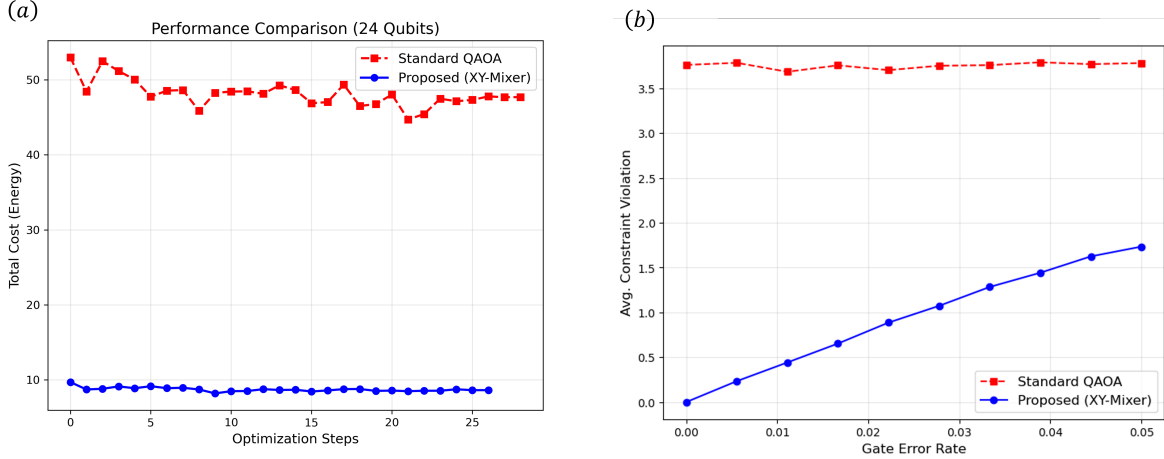 (a)
Performance Comparison (24 Qubits)
Total Cost (Energy)
50
40
30
20
10
0 5 10 15 20 25
Optimization Steps
Standard QAOA
Proposed (XY-Mixer)
(b)
Avg. Constraint Violation
3.5
3.0
2.5
2.0
1.5
1.0
0.5
0.0
0.00 0.01 0.02 0.03 0.04 0.05
Gate Error Rate
Standard QAOA
Proposed (XY-Mixer)